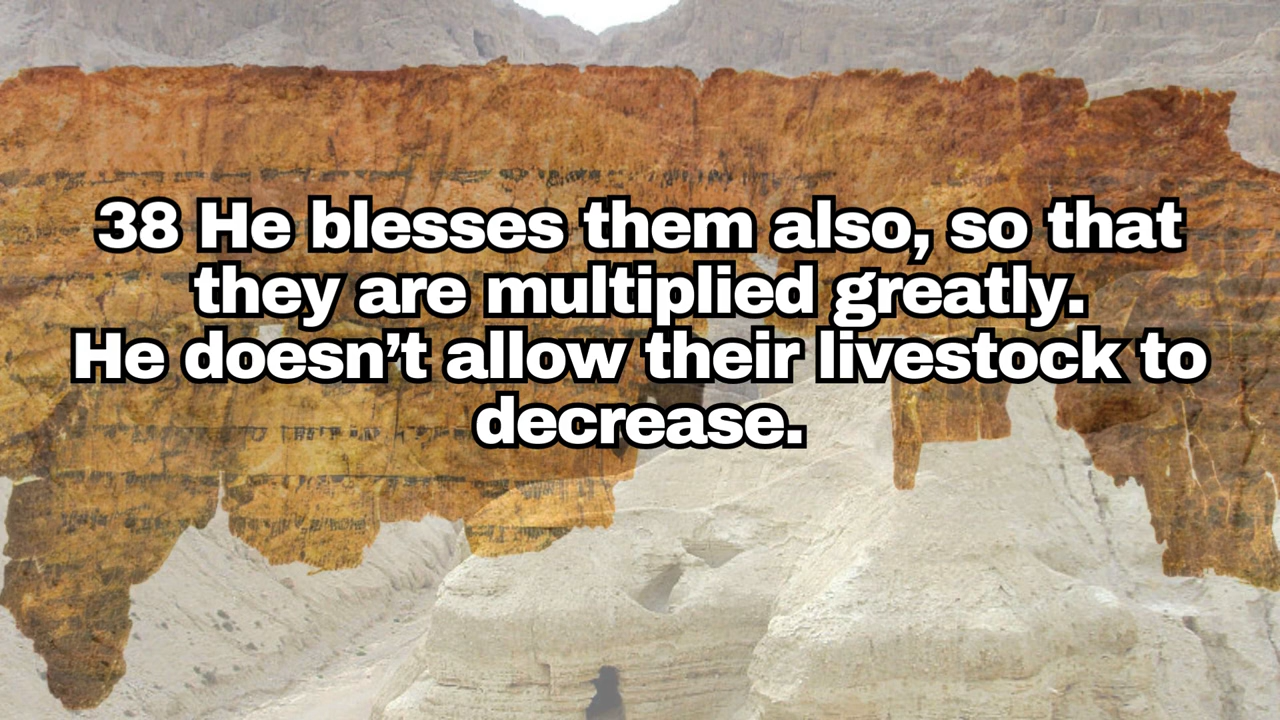 38 He blesses them also, so that
they are multiplied greatly.
He doesn’t allow their livestock to
decrease.